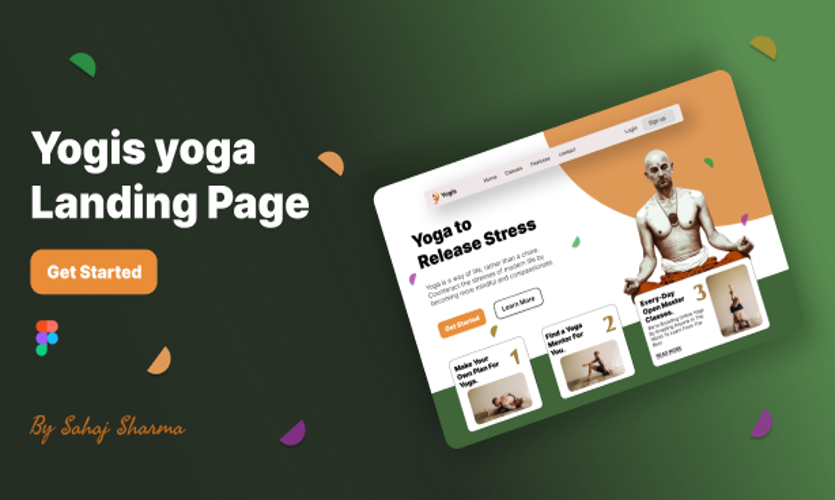 Yogis yoga
Landing Page
Get Started
By Sahaj Sharma
Yogis
Home
Classes
Features
contact
Login
Sign up
Yoga to
Release Stress
Yoga is a way of life, rather than a chore.
Counteract the stresses of modern life by
becoming more mindful and compassionate.
Get Started
Learn More
Make Your
Own Plan For
Yoga.
1
Find a Yoga
Mentor For
You.
2
Every-Day
Open Mentor
Classes.
3
READ MORE